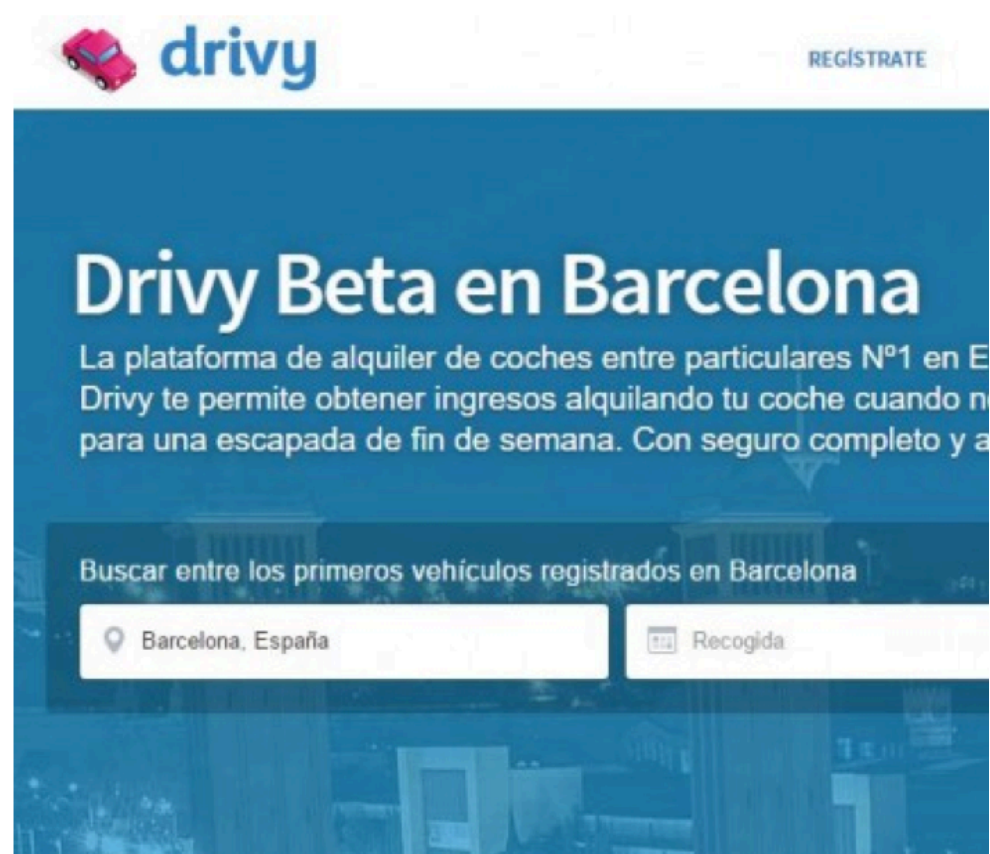 drivy
REGÍSTRATE
Drivy Beta en Barcelona
La plataforma de alquiler de coches entre particulares Nº1 en E
Drivy te permite obtener ingresos alquilando tu coche cuando n
para una escapada de fin de semana. Con seguro completo y a
Buscar entre los primeros vehículos registrados en Barcelona
Barcelona, España
Recogida